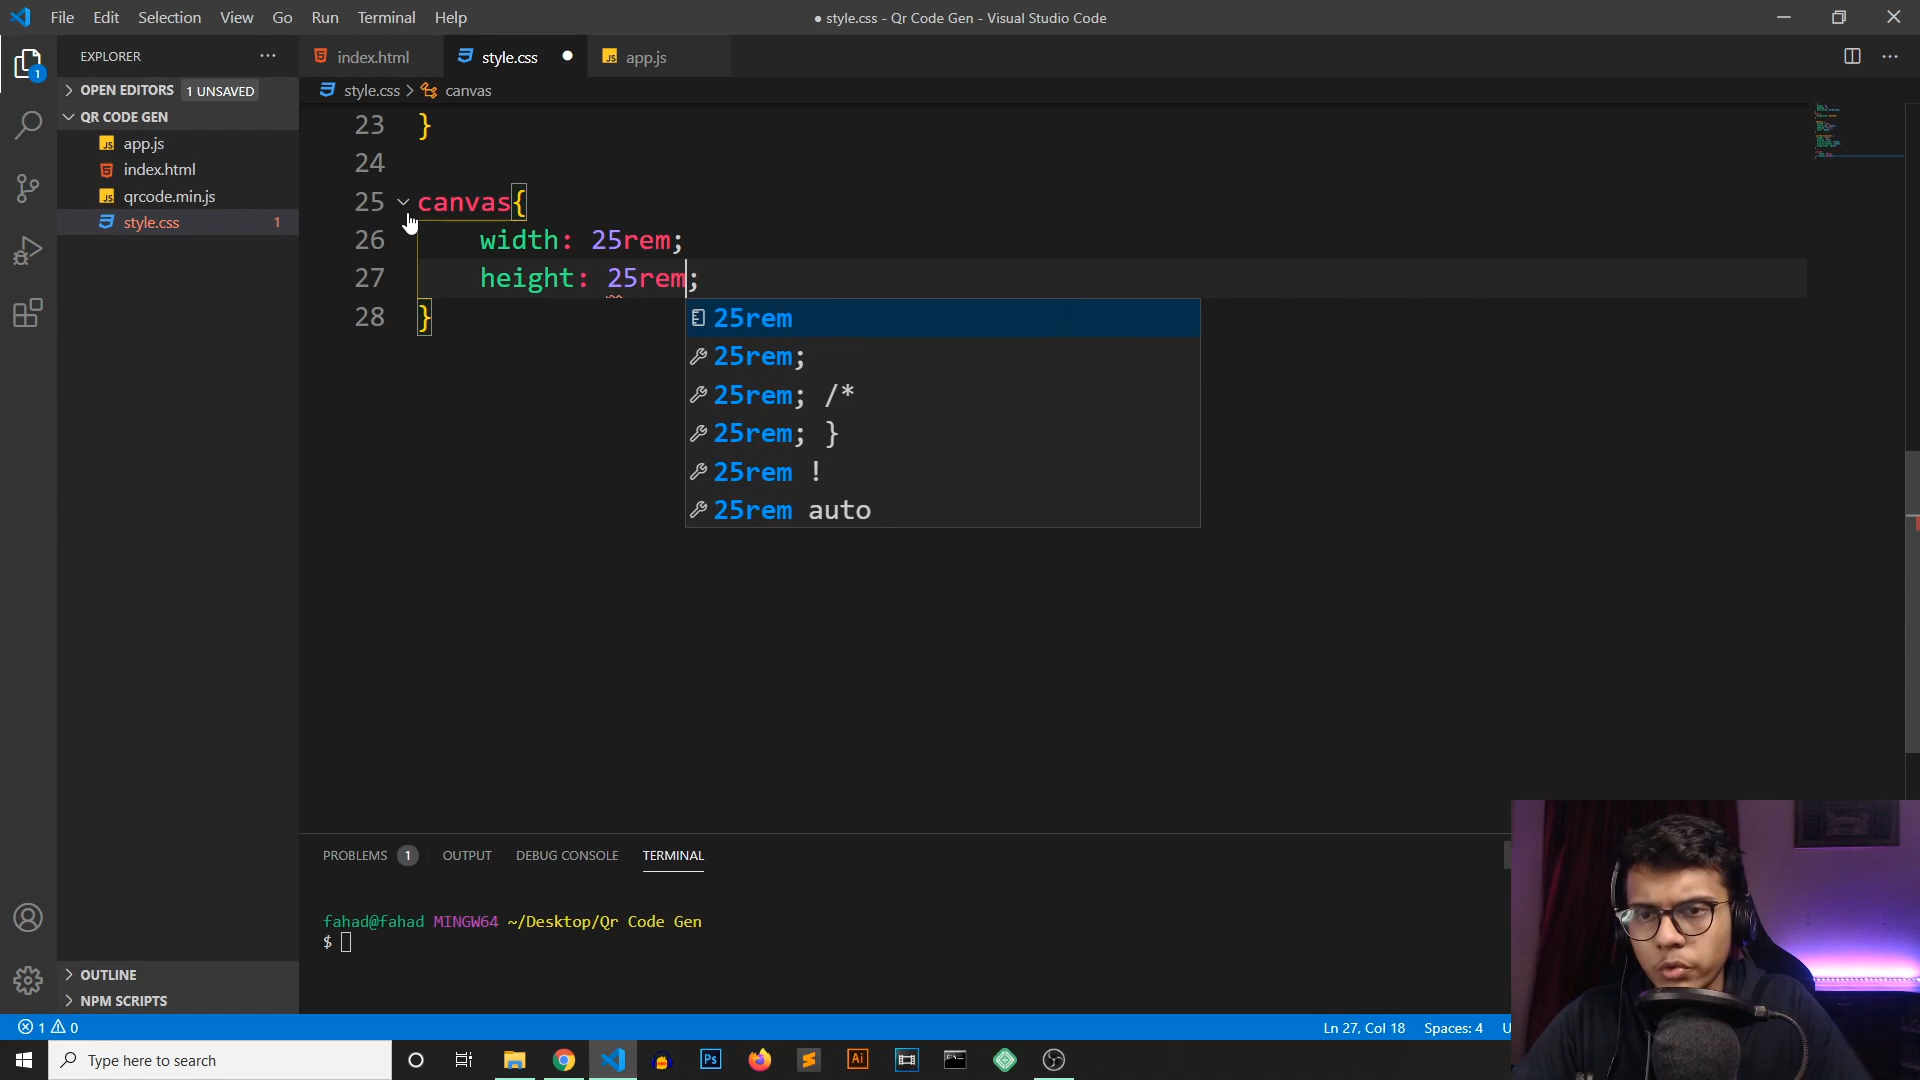 File Edit Selection View Go Run Terminal Help
● style.css - Qr Code Gen - Visual Studio Code
EXPLORER
index.html
style.css
app.js
OPEN EDITORS 1 UNSAVED
style.css > canvas
QR CODE GEN
app.js
index.html
qrcode.min.js
style.css 1
1
23 }
24
25 canvas{
26 width: 25rem;
27 height: 25rem;
28 }
25rem
25rem;
25rem; /*
25rem; }
25rem !
25rem auto
PROBLEMS 1 OUTPUT DEBUG CONSOLE TERMINAL
fahad@fahad MINGW64 ~/Desktop/Qr Code Gen
$
OUTLINE
NPM SCRIPTS
1 0
Ln 27, Col 18 Spaces: 4 U
Type here to search
Ps
Ai